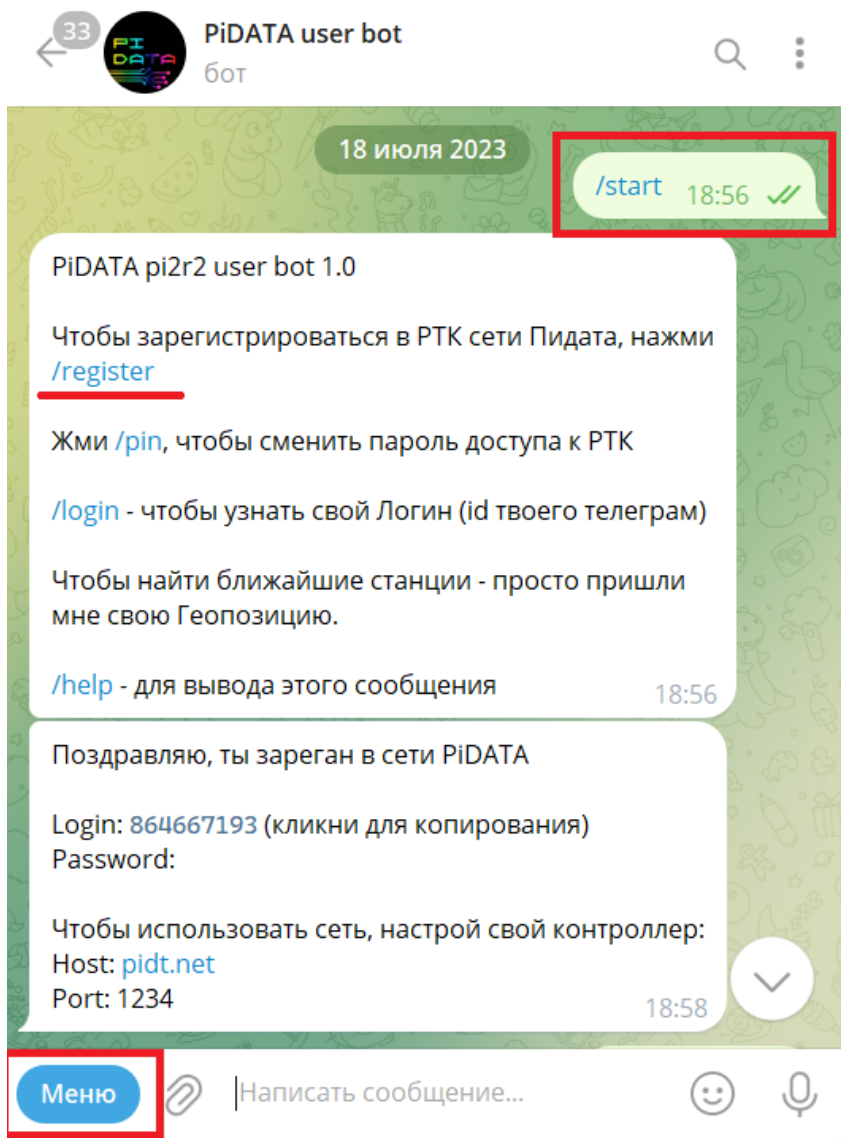 33
PiDATA user bot
PI
DATA
бот
18 июля 2023
/start 18:56
PiDATA pi2r2 user bot 1.0
Чтобы зарегистрироваться в РТК сети Пидата, нажми
/register
Жми /pin, чтобы сменить пароль доступа к РТК
/login - чтобы узнать свой Логин (id твоего телеграм)
Чтобы найти ближайшие станции - просто пришли
мне свою Геопозицию.
/help - для вывода этого сообщения 18:56
Поздравляю, ты зареган в сети PiDATA
Login: 864667193 (кликни для копирования)
Password:
Чтобы использовать сеть, настрой свой контроллер:
Host: pidt.net
Port: 1234 18:58
Меню Написать сообщение...